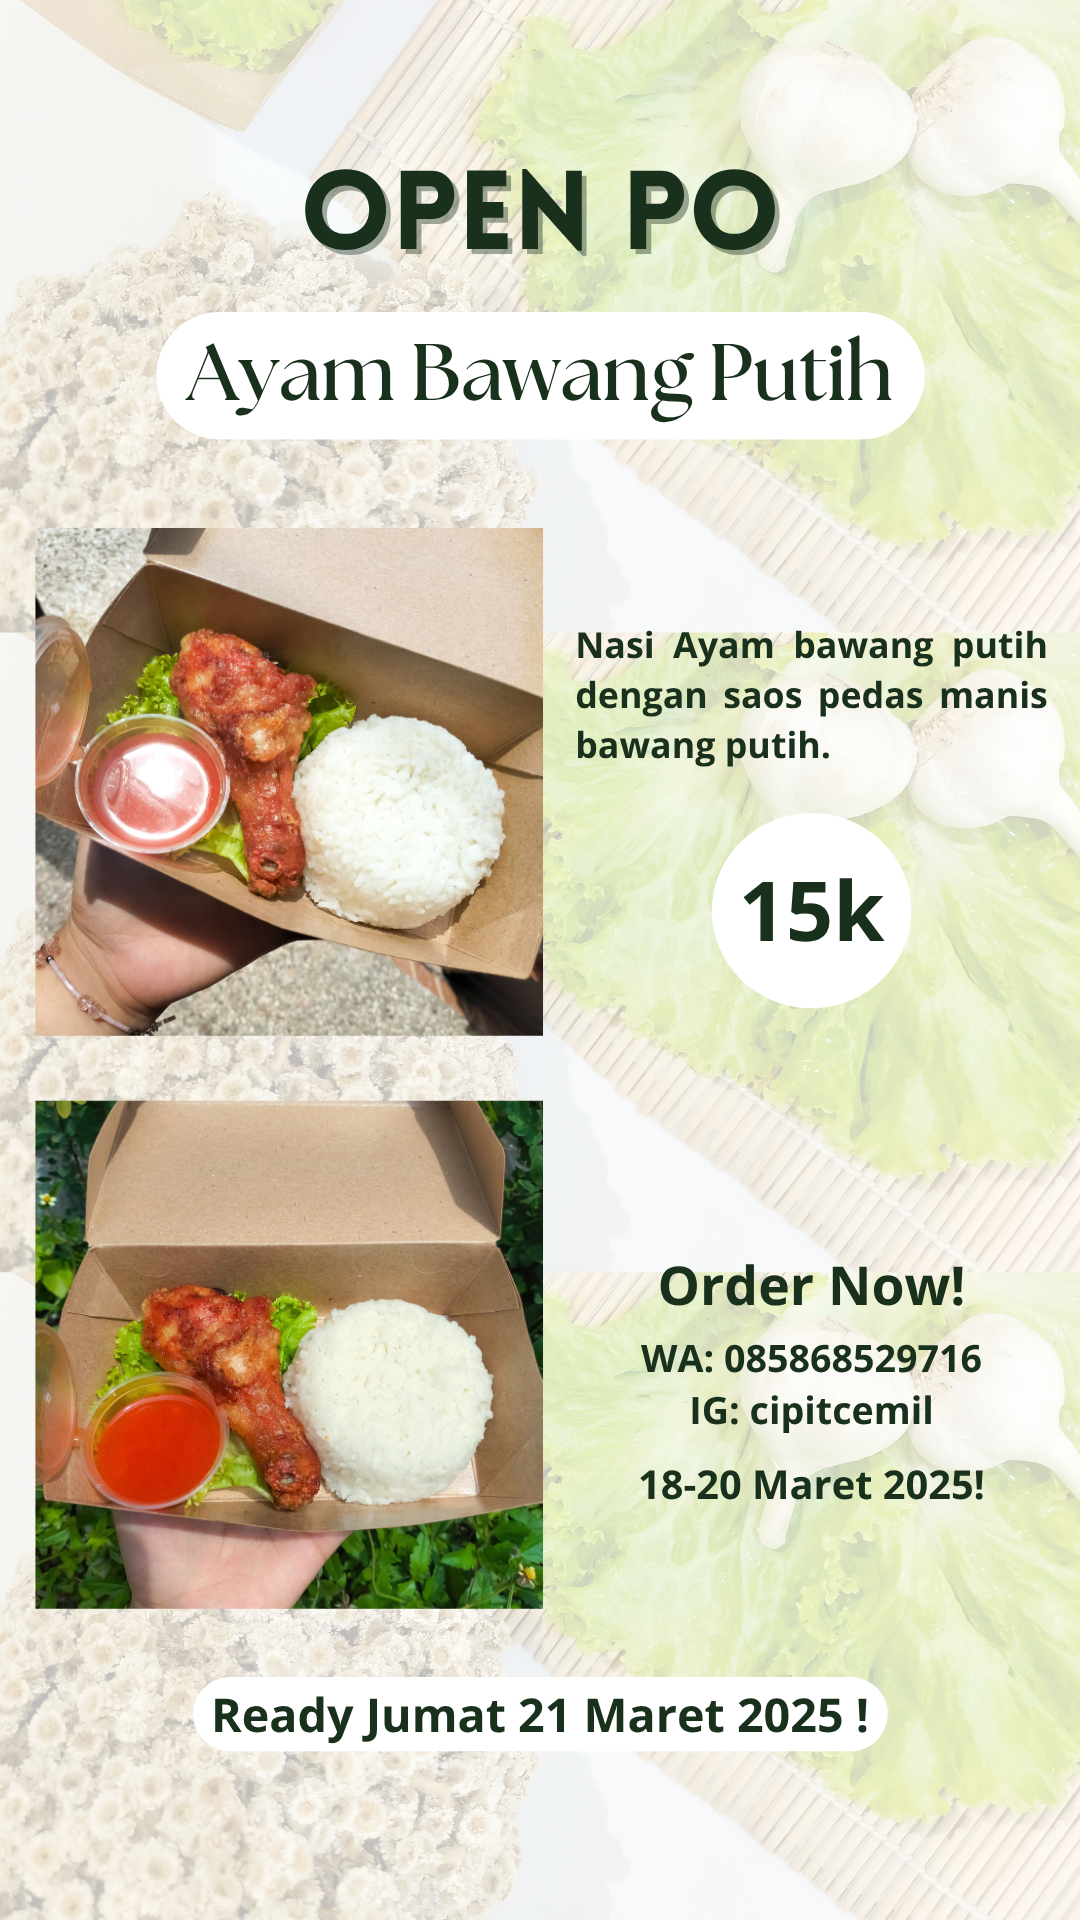 OPEN PO
Ayam Bawang Putih
Nasi Ayam bawang putih
dengan saos pedas manis
bawang putih.
15k
Order Now!
WA: 085868529716
IG: cipitcemil
18-20 Maret 2025!
Ready Jumat 21 Maret 2025 !